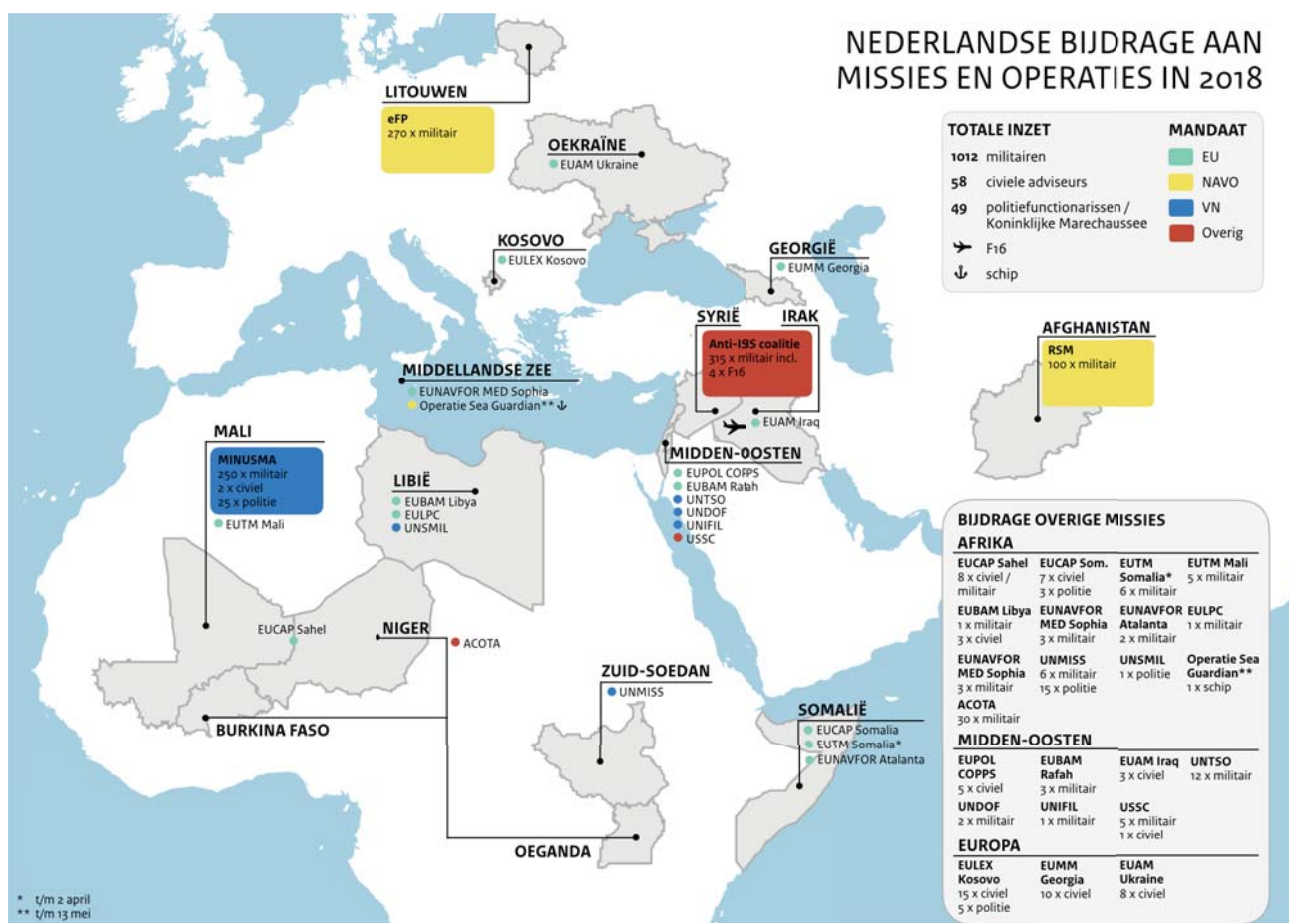 NEDERLANDSE BIJDRAGE AAN
MISSIES EN OPERATIES IN 2018
TOTALE INZET
1012 militairen
58 civiele adviseurs
49 politiefunctionarissen /
Koninklijke Marechaussee
F16
schip
MANDAAT
EU
NAVO
VN
Overig
LITOUWEN
eFP
270 x militair
OEKRAÏNE
EUAM Ukraine
KOSOVO
EULEX Kosovo
GEORGIË
EUMM Georgia
SYRIË
IRAK
Anti-ISS coalitie
315 x militair incl.
4 x F16
EUAM Iraq
AFGHANISTAN
RSM
100 x militair
MIDDELLANDSE ZEE
EUNAVFOR MED Sophia
Operatie Sea Guardian**
MALI
MINUSMA
250 x militair
2 x civiel
25 x politie
EUTM Mali
LIBIË
EUBAM Libya
EULPC
UNSMIL
MIDDEN-OOSTEN
EUPOL COPPS
EUBAM Rafah
UNTSO
UNDOF
UNIFIL
USSC
EUCAP Sahel
NIGER
ACOTA
BURKINA FASO
ZUID-SOEDAN
UNMISS
OEGANDA
SOMALIË
EUCAP Somalia
EUTM Somalia*
EUNAVFOR Atalanta
BIJDRAGE OVERIGE MISSIES
AFRIKA
EUCAP Sahel
8 x civiel /
militair
EUCAP Som.
7 x civiel
3 x politie
EUTM
Somalia*
6 x militair
EUTM Mali
5 x militair
EUBAM Libya
1 x militair
3 x civiel
EUNAVFOR
MED Sophia
3 x militair
EUNAVFOR
Atalanta
2 x militair
EULPC
1 x militair
EUNAVFOR
MED Sophia
3 x militair
UNMISS
6 x militair
15 x politie
UNSMIL
1 x politie
Operatie Sea
Guardian**
1 x schip
ACOTA
30 x militair
MIDDEN-OOSTEN
EUPOL
COPPS
5 x civiel
EUBAM
Rafah
3 x militair
EUAM Iraq
3 x civiel
UNTSO
12 x militair
UNDOF
2 x militair
UNIFIL
1 x militair
USSC
5 x militair
1 x civiel
EUROPA
EULEX
Kosovo
15 x civiel
5 x politie
EUMM
Georgia
10 x civiel
EUAM
Ukraine
8 x civiel
* t/m 2 april
** t/m 13 mei